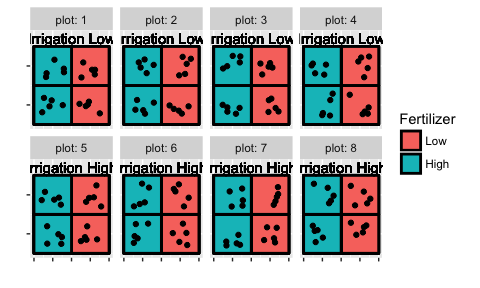 plot: 1 plot: 2 plot: 3 plot: 4
rrigation Low rrigation Low rrigation Low rrigation Low
plot: 5 plot: 6 plot: 7 plot: 8
rrigation High rrigation High rrigation High rrigation High
Fertilizer
Low
High